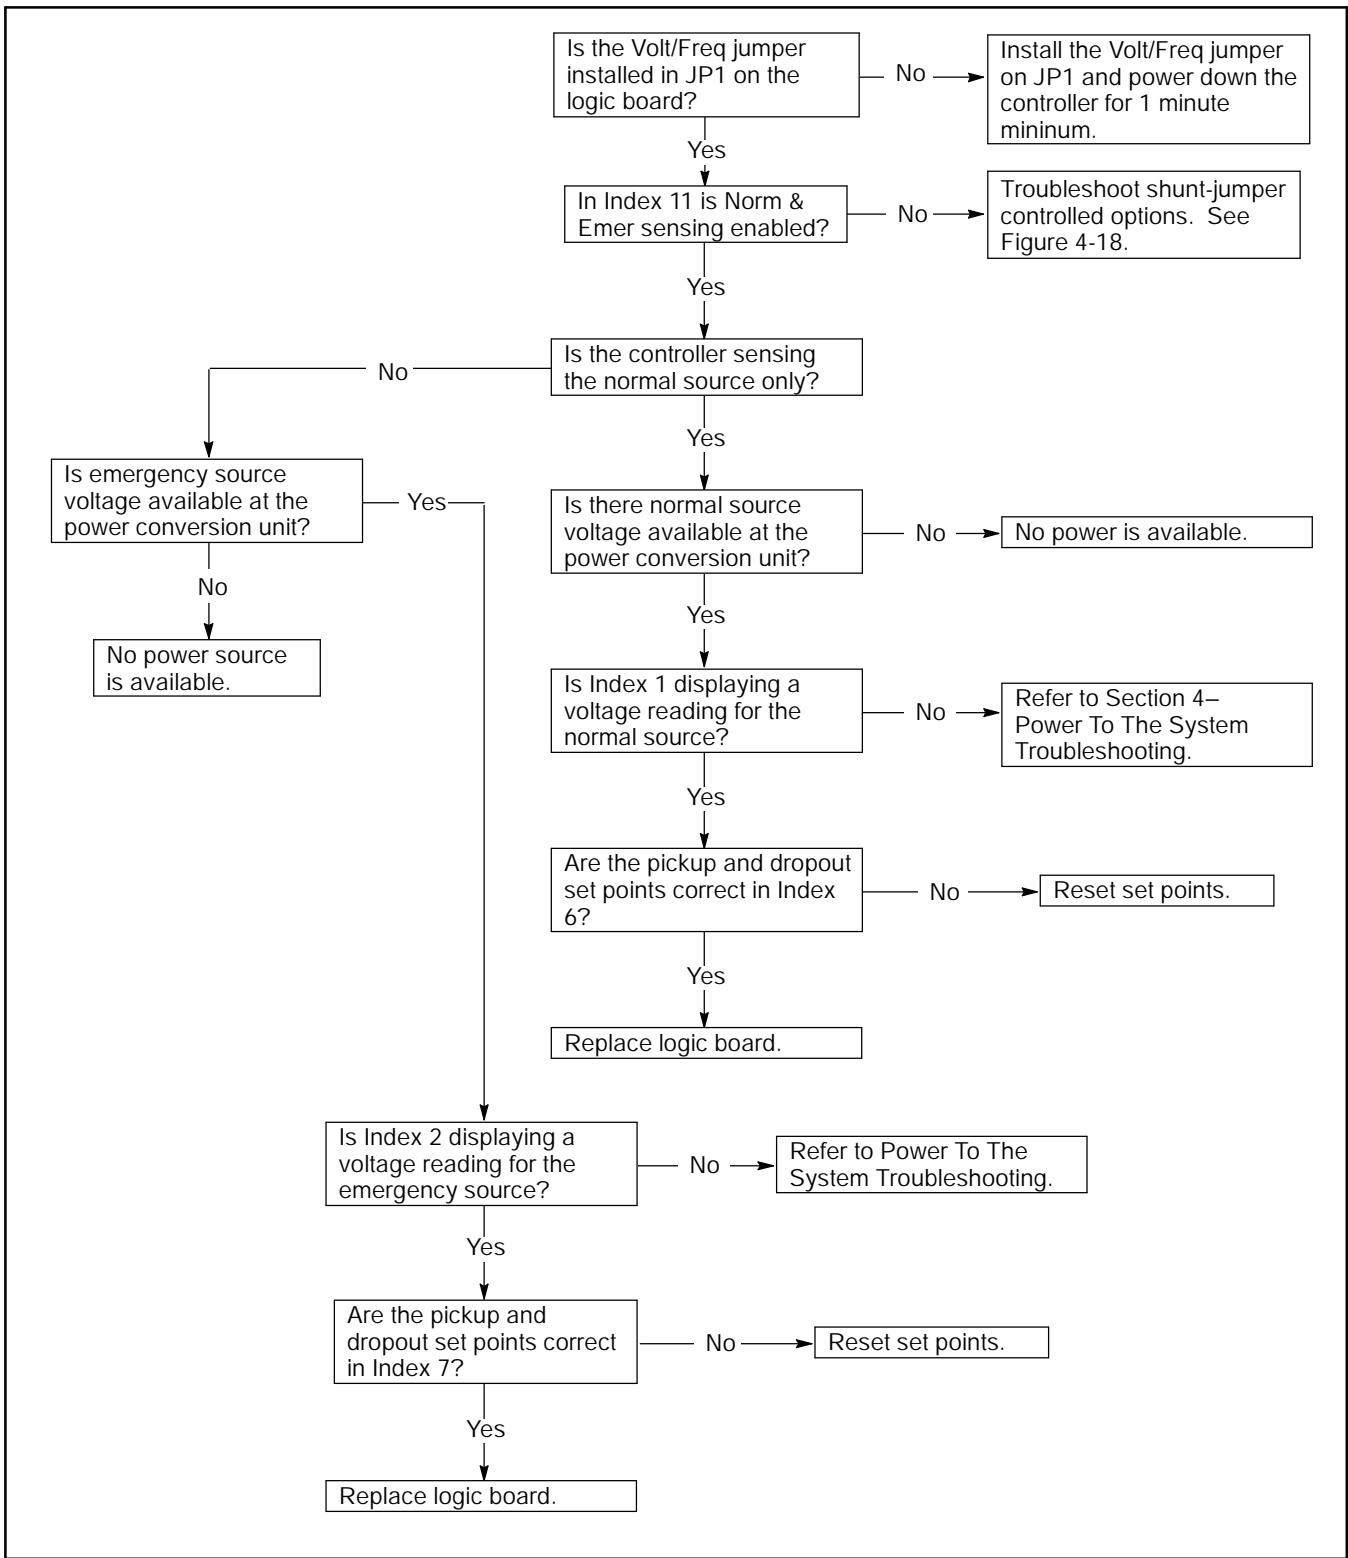 Is the Volt/Freq jumper
installed in JP1 on the
logic board?
No
Install the Volt/Freq jumper
on JP1 and power down the
controller for 1 minute
mininum.
Yes
In Index 11 is Norm &
Emer sensing enabled?
No
Troubleshoot shunt-jumper
controlled options. See
Figure 4-18.
Yes
Is the controller sensing
the normal source only?
No
Yes
Is emergency source
voltage available at the
power conversion unit?
Yes
No
No power source
is available.
Is there normal source
voltage available at the
power conversion unit?
No
No power is available.
Yes
Is Index 1 displaying a
voltage reading for the
normal source?
No
Refer to Section 4–
Power To The System
Troubleshooting.
Yes
Are the pickup and dropout
set points correct in Index
6?
No
Reset set points.
Yes
Replace logic board.
Is Index 2 displaying a
voltage reading for the
emergency source?
No
Refer to Power To The
System Troubleshooting.
Yes
Are the pickup and
dropout set points correct
in Index 7?
No
Reset set points.
Yes
Replace logic board.